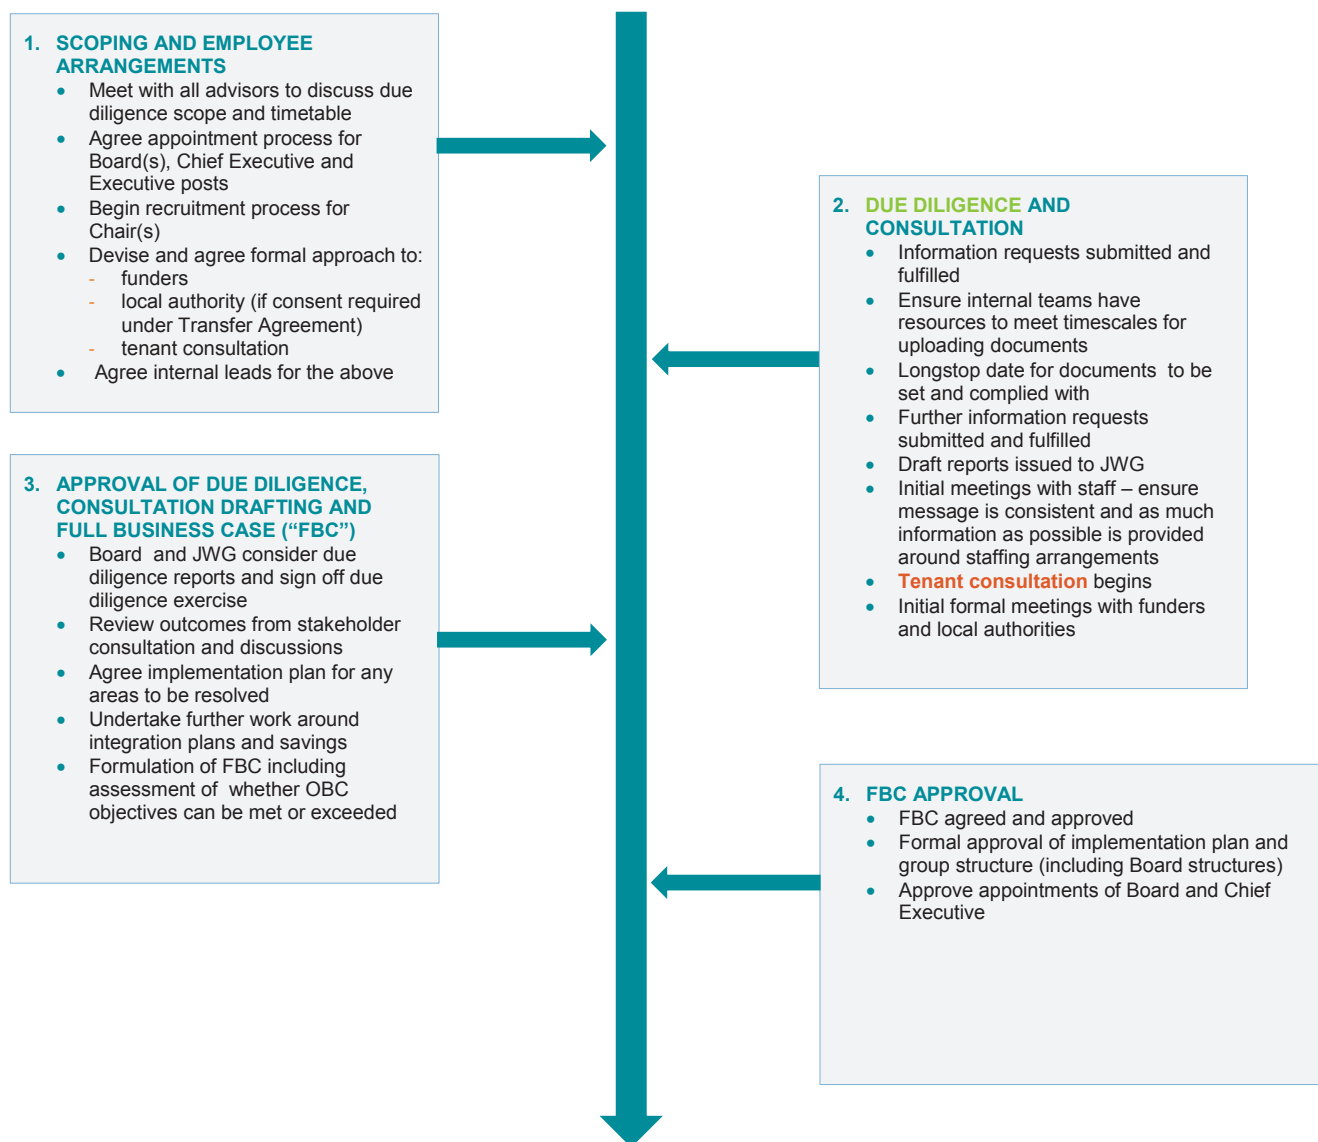 1. SCOPING AND EMPLOYEE
ARRANGEMENTS
• Meet with all advisors to discuss due
diligence scope and timetable
• Agree appointment process for
Board(s), Chief Executive and
Executive posts
• Begin recruitment process for
Chair(s)
• Devise and agree formal approach to:
- funders
- local authority (if consent required
under Transfer Agreement)
- tenant consultation
• Agree internal leads for the above
2. DUE DILIGENCE AND
CONSULTATION
• Information requests submitted and
fulfilled
• Ensure internal teams have
resources to meet timescales for
uploading documents
• Longstop date for documents to be
set and complied with
• Further information requests
submitted and fulfilled
• Draft reports issued to JWG
• Initial meetings with staff – ensure
message is consistent and as much
information as possible is provided
around staffing arrangements
• Tenant consultation begins
• Initial formal meetings with funders
and local authorities
3. APPROVAL OF DUE DILIGENCE,
CONSULTATION DRAFTING AND
FULL BUSINESS CASE (“FBC”)
• Board and JWG consider due
diligence reports and sign off due
diligence exercise
• Review outcomes from stakeholder
consultation and discussions
• Agree implementation plan for any
areas to be resolved
• Undertake further work around
integration plans and savings
• Formulation of FBC including
assessment of whether OBC
objectives can be met or exceeded
4. FBC APPROVAL
• FBC agreed and approved
• Formal approval of implementation plan and
group structure (including Board structures)
• Approve appointments of Board and Chief
Executive